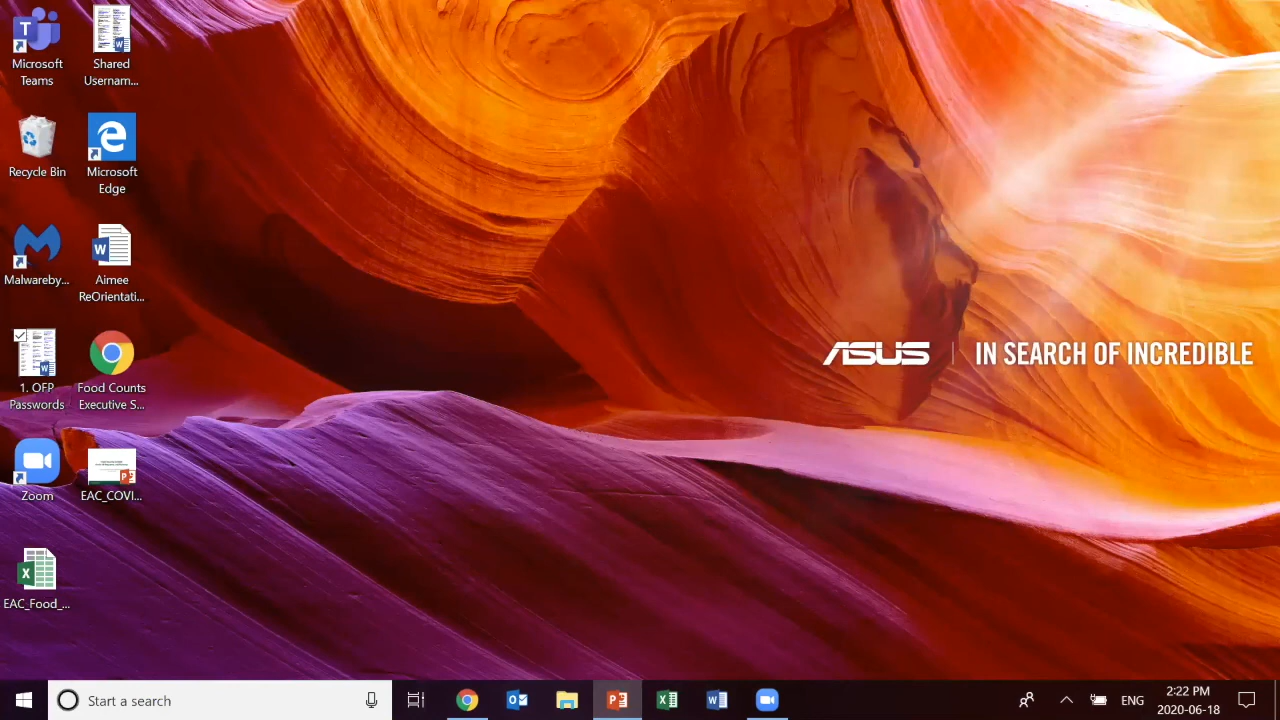 Microsoft
Teams
Shared
Usernam...
Recycle Bin
Microsoft
Edge
Malwareby...
Aimee
ReOrientati...
1. OFP
Passwords
Food Counts
Executive S...
Zoom
EAC_COVI...
EAC_Food_...
ASUS | IN SEARCH OF INCREDIBLE
Start a search
ENG
2:22 PM
2020-06-18